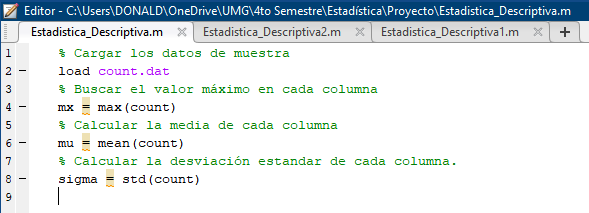 Editor - C:\Users\DONALD\OneDrive\UMG\4to Semestre\Estadística\Proyecto\Estadistica_Descriptiva.m
Estadistica_Descriptiva.m × Estadistica_Descriptiva2.m × Estadistica_Descriptiva1.m × +
1 % Cargar los datos de muestra
2 – load count.dat
3 % Buscar el valor máximo en cada columna
4 – mx = max(count)
5 % Calcular la media de cada columna
6 – mu = mean(count)
7 % Calcular la desviación estandar de cada columna.
8 – sigma = std(count)
9